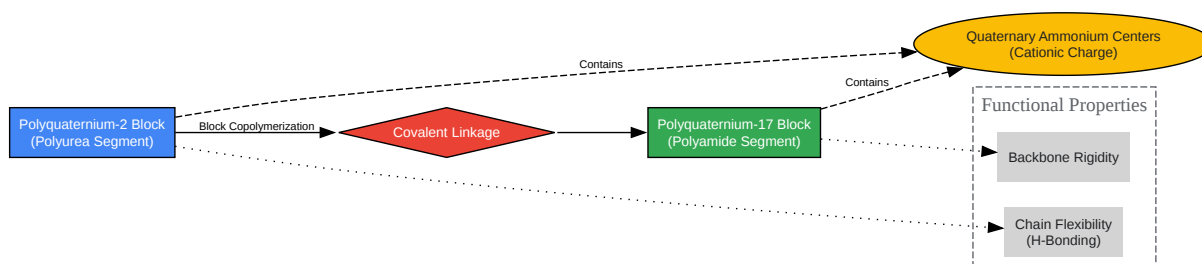 Quaternary Ammonium Centers
(Cationic Charge)
Contains
Contains
Functional Properties
Polyquaternium-2 Block
(Polyurea Segment)
Block Copolymerization
Covalent Linkage
Polyquaternium-17 Block
(Polyamide Segment)
Backbone Rigidity
Chain Flexibility
(H-Bonding)